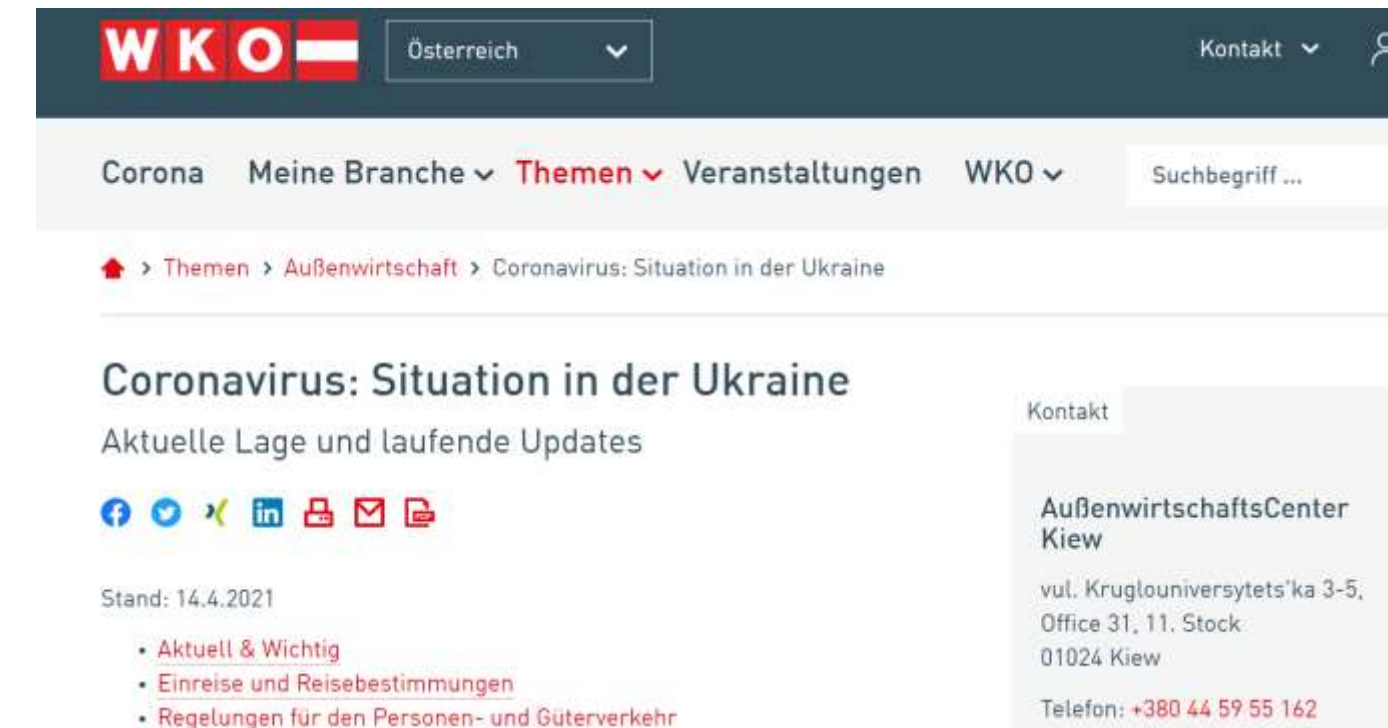 WKO
Österreich
Kontakt
Corona Meine Branche Themen Veranstaltungen WKO Suchbegriff ...
> Themen > Außenwirtschaft > Coronavirus: Situation in der Ukraine
Coronavirus: Situation in der Ukraine
Aktuelle Lage und laufende Updates
Stand: 14.4.2021
• Aktuell & Wichtig
• Einreise und Reisebestimmungen
• Regelungen für den Personen- und Güterverkehr
Kontakt
AußenwirtschaftsCenter
Kiew
vul. Kruglouniversytets'ka 3-5,
Office 31, 11. Stock
01024 Kiew
Telefon: +380 44 59 55 162